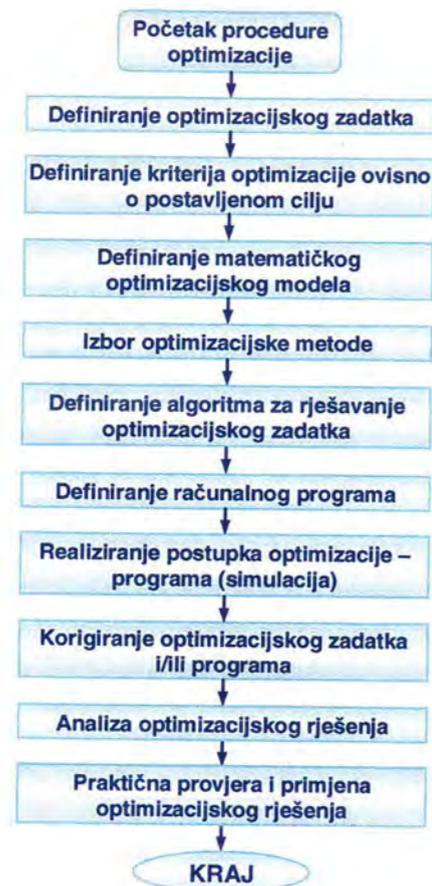 Početak procedure
optimizacije
Definiranje optimizacijskog zadatka
Definiranje kriterija optimizacije ovisno
o postavljenom cilju
Definiranje matematičkog
optimizacijskog modela
Izbor optimizacijske metode
Definiranje algoritma za rješavanje
optimizacijskog zadatka
Definiranje računalnog programa
Realiziranje postupka optimizacije –
programa (simulacija)
Korigiranje optimizacijskog zadatka
i/ili programa
Analiza optimizacijskog rješenja
Praktična provjera i primjena
optimizacijskog rješenja
KRAJ